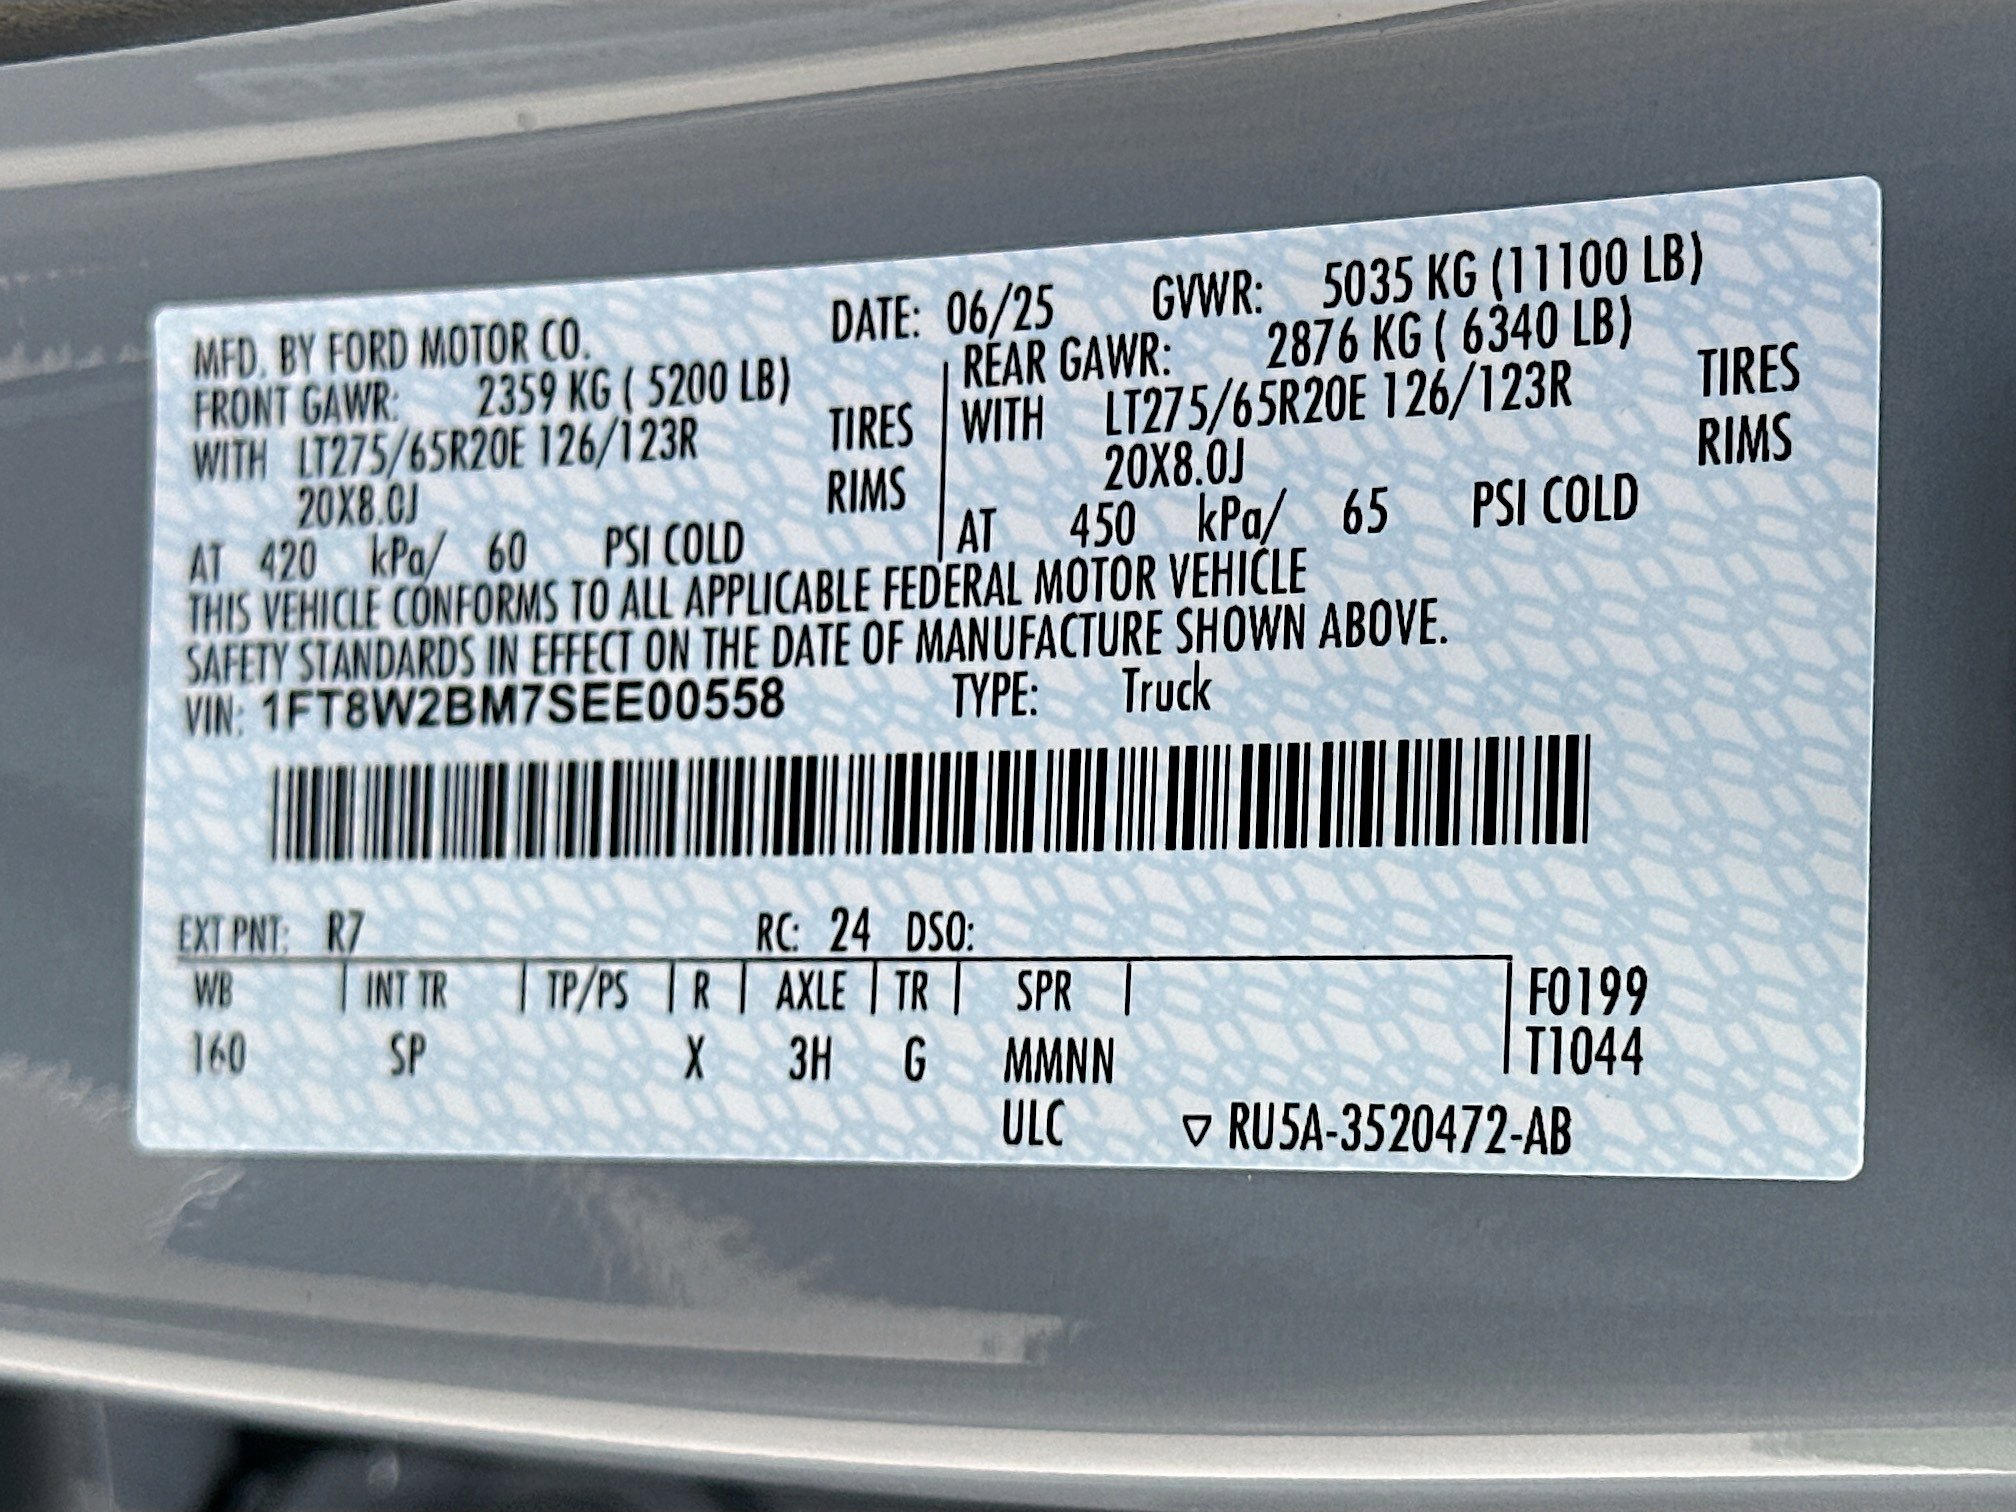 MFD. BY FORD MOTOR CO. DATE: 06/25 GVWR: 5035 KG (11100 LB)
FRONT GAWR: 2359 KG ( 5200 LB) REAR GAWR: 2876 KG ( 6340 LB)
WITH LT275/65R20E 126/123R TIRES WITH LT275/65R20E 126/123R TIRES
20X8.0J RIMS 20X8.0J RIMS
AT 420 kPa/ 60 PSI COLD AT 450 kPa/ 65 PSI COLD
THIS VEHICLE CONFORMS TO ALL APPLICABLE FEDERAL MOTOR VEHICLE
SAFETY STANDARDS IN EFFECT ON THE DATE OF MANUFACTURE SHOWN ABOVE.
VIN: 1FT8W2BM7SEE00558 TYPE: Truck
EXT PNT: R7 RC: 24 DSO:
WB | INT TR | TP/PS | R | AXLE | TR | SPR | F0199
160 SP X 3H G MMNN T1044
ULC ▽ RU5A-3520472-AB